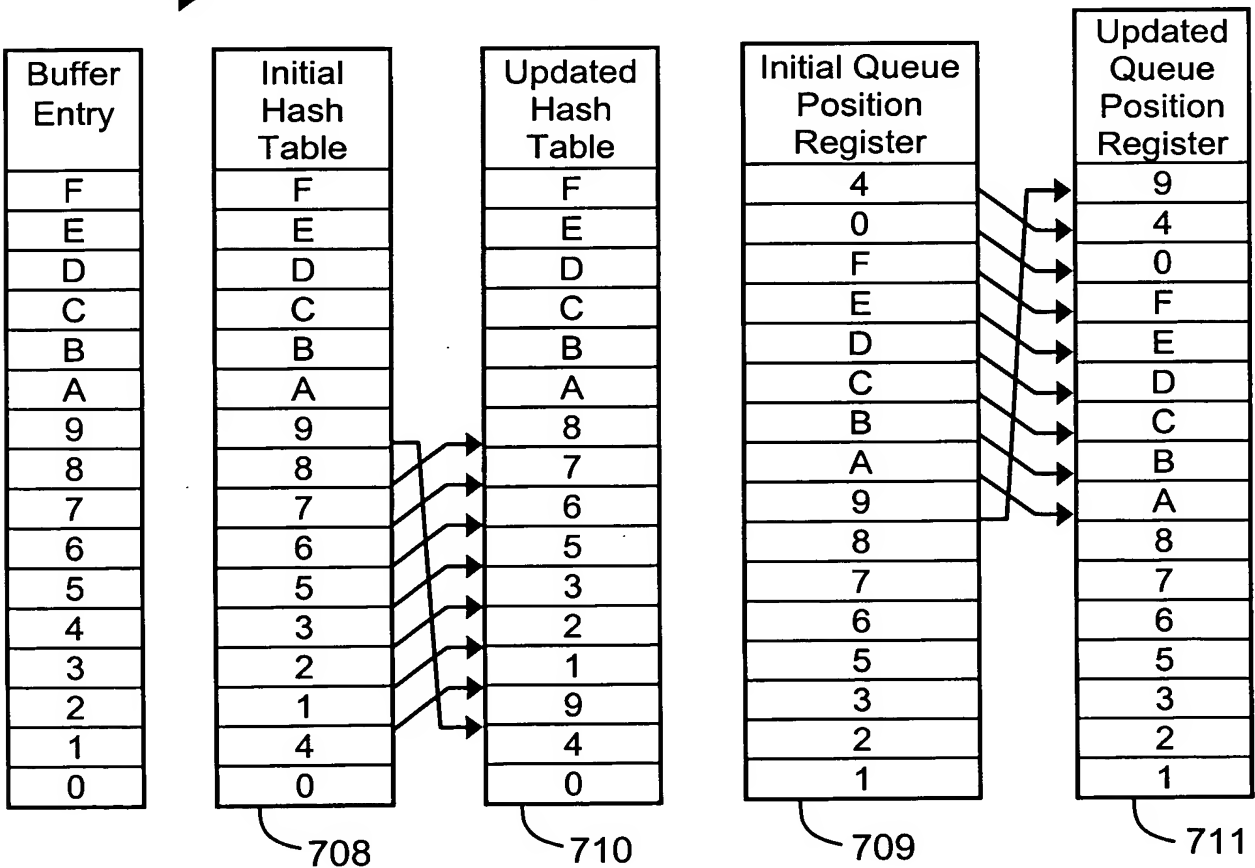 Buffer
Entry
F
E
D
C
B
A
9
8
7
6
5
4
3
2
1
0
Initial
Hash
Table
F
E
D
C
B
A
9
8
7
6
5
3
2
1
4
0
708
Updated
Hash
Table
F
E
D
C
B
A
8
7
6
5
3
2
1
9
4
0
710
Initial Queue
Position
Register
4
0
F
E
D
C
B
A
9
8
7
6
5
3
2
1
709
Updated
Queue
Position
Register
9
4
0
F
E
D
C
B
A
8
7
6
5
3
2
1
711